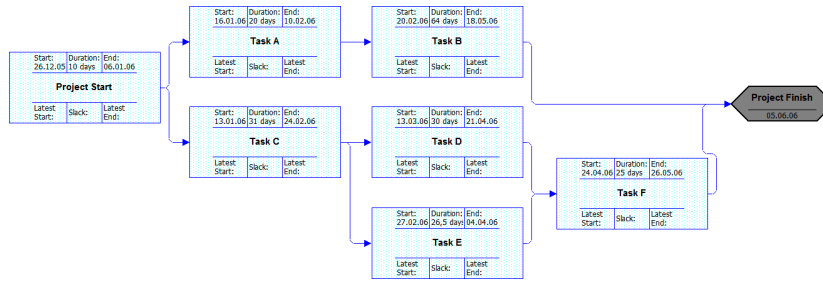 Start: Duration: End:
16.01.06 20 days 10.02.06
Task A
Latest Start: Slack: Latest End:
Start: Duration: End:
20.02.06 64 days 18.05.06
Task B
Latest Start: Slack: Latest End:
Start: Duration: End:
26.12.05 10 days 06.01.06
Project Start
Latest Start: Slack: Latest End:
Project Finish
05.06.06
Start: Duration: End:
13.01.06 31 days 24.02.06
Task C
Latest Start: Slack: Latest End:
Start: Duration: End:
13.03.06 30 days 21.04.06
Task D
Latest Start: Slack: Latest End:
Start: Duration: End:
24.04.06 25 days 26.05.06
Task F
Latest Start: Slack: Latest End:
Start: Duration: End:
27.02.06 26,5 days 04.04.06
Task E
Latest Start: Slack: Latest End: